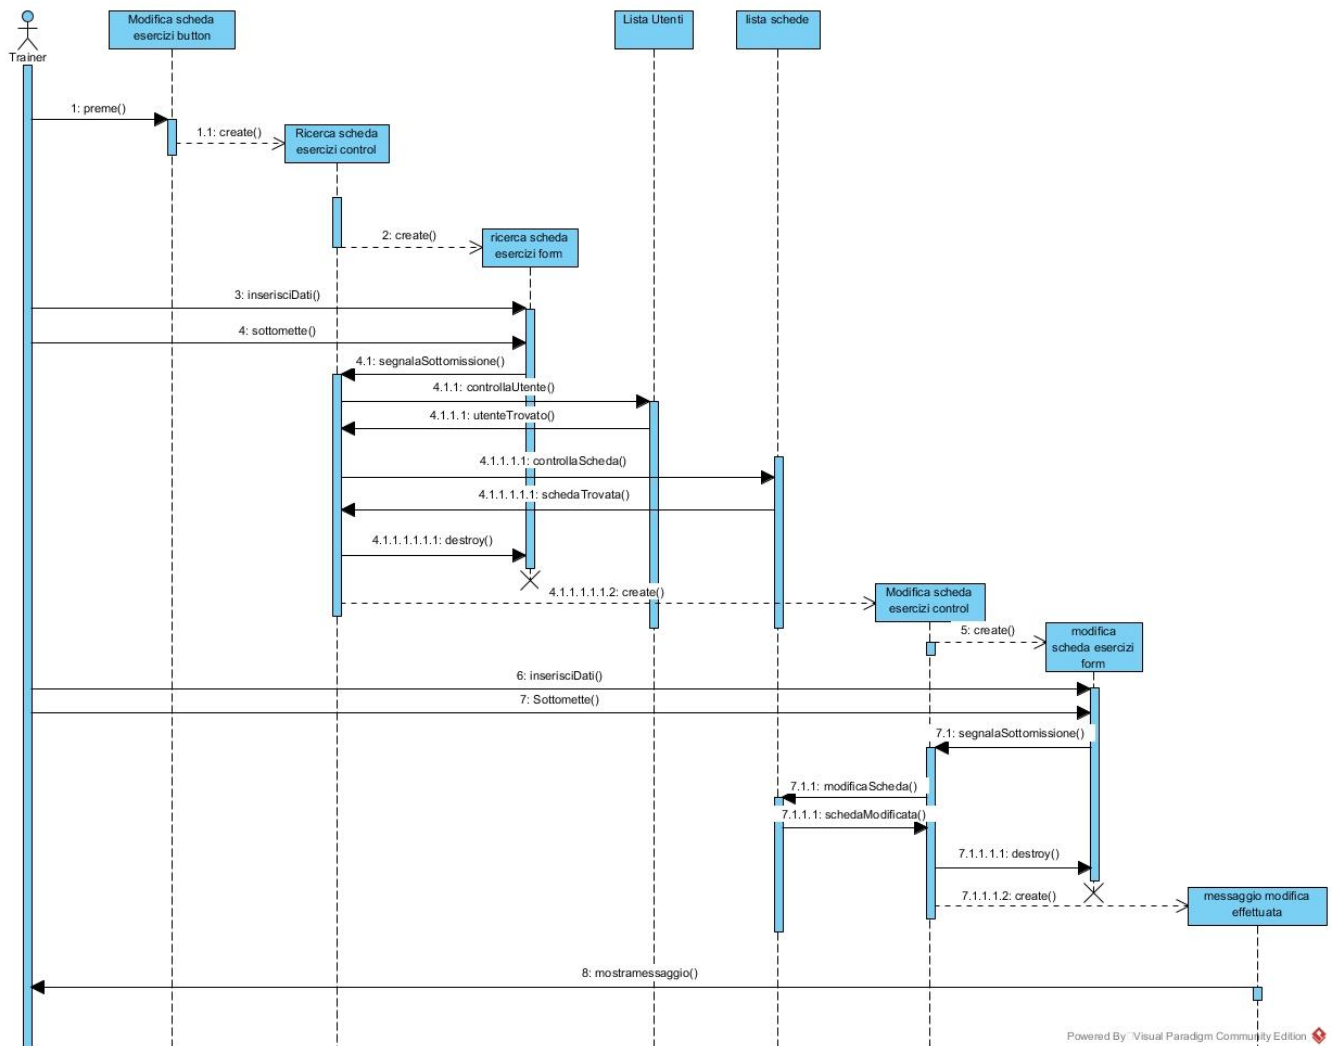 Modifica scheda
esercizi button
Lista Utenti
lista schede
Trainer
1: preme()
1.1: create()
Ricerca scheda
esercizi control
2: create()
ricerca scheda
esercizi form
3: inserisciDati()
4: sottomette()
4.1: segnalaSottomissione()
4.1.1: controllaUtente()
4.1.1.1: utenteTrovato()
4.1.1.1.1: controllaScheda()
4.1.1.1.1.1: schedaTrovata()
4.1.1.1.1.1.1: destroy()
4.1.1.1.1.1.2: create()
Modifica scheda
esercizi control
5: create()
modifica
scheda esercizi
form
6: inserisciDati()
7: Sottomette()
7.1: segnalaSottomissione()
7.1.1: modificaScheda()
7.1.1.1: schedaModificata()
7.1.1.1.1: destroy()
7.1.1.1.2: create()
messaggio modifica
effettuata
8: mostramessaggio()
Powered By Visual Paradigm Community Edition